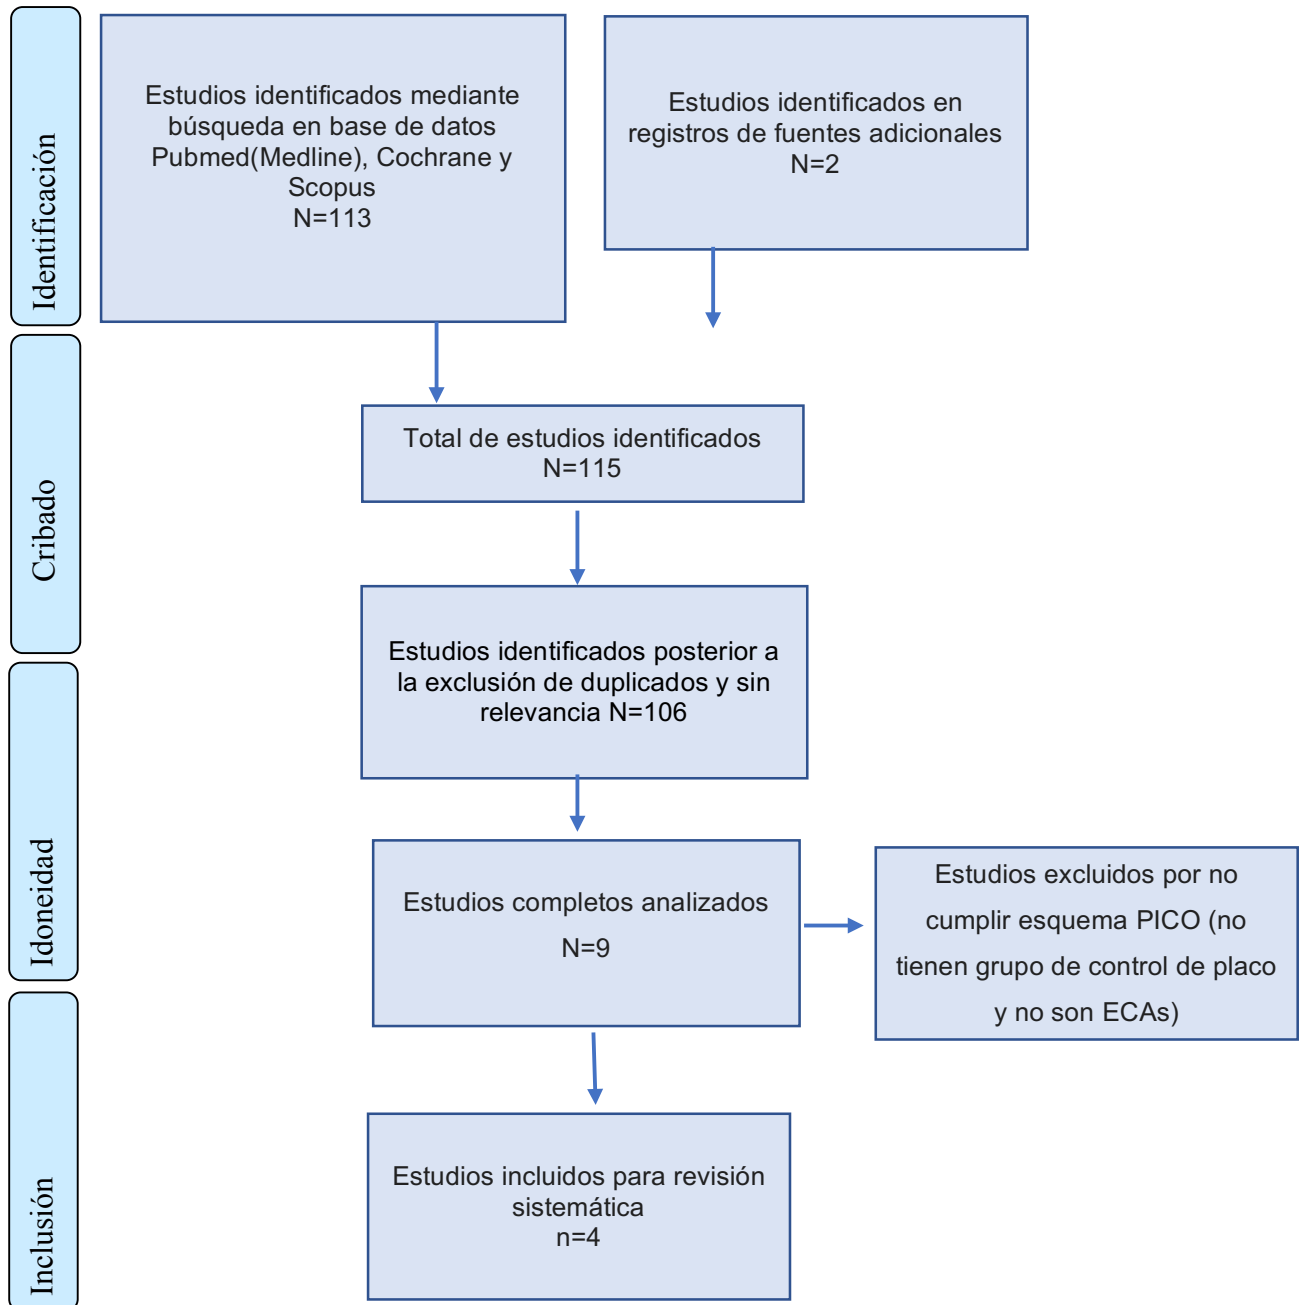 Identificación
Estudios identificados mediante
búsqueda en base de datos
Pubmed(Medline), Cochrane y
Scopus
N=113
Estudios identificados en
registros de fuentes adicionales
N=2
Cribado
Total de estudios identificados
N=115
Estudios identificados posterior a
la exclusión de duplicados y sin
relevancia N=106
Idoneidad
Estudios completos analizados
N=9
Estudios excluidos por no
cumplir esquema PICO (no
tienen grupo de control de placo
y no son ECAs)
Inclusión
Estudios incluidos para revisión
sistemática
n=4